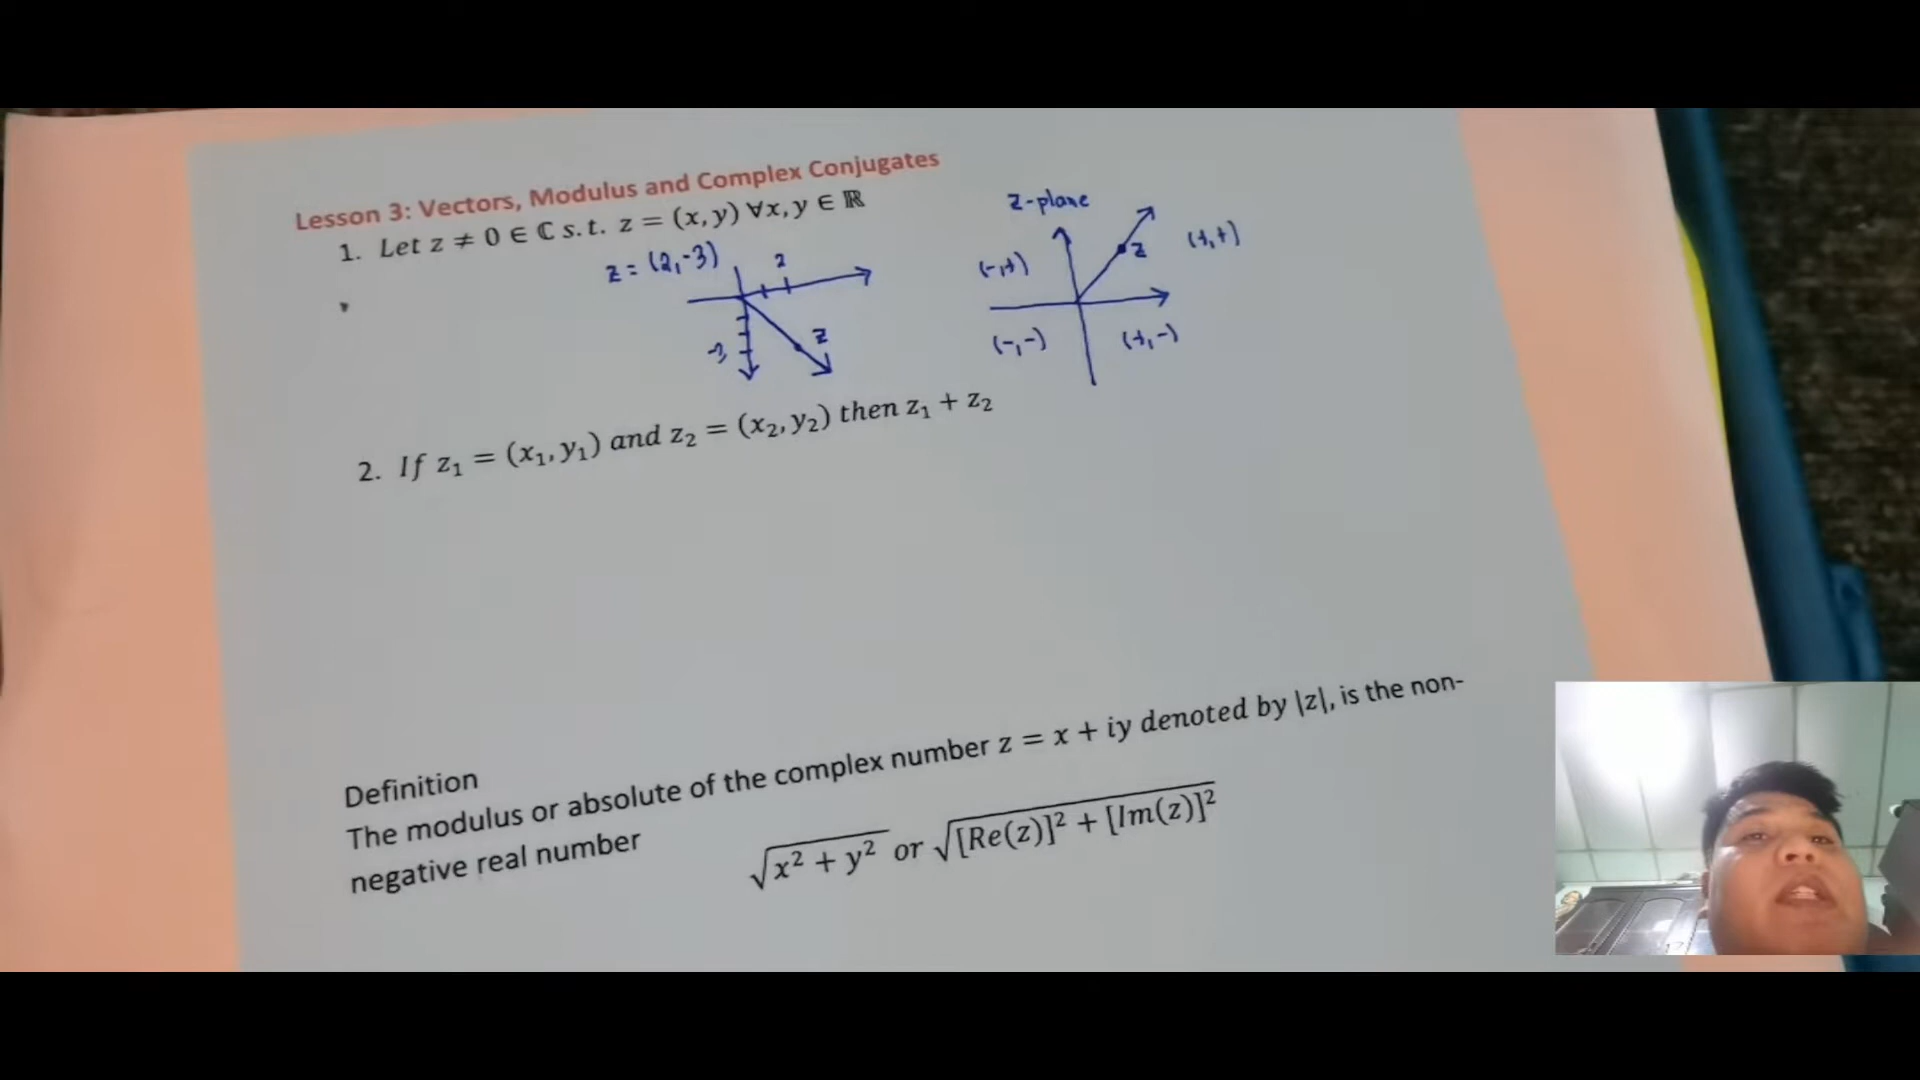 Lesson 3: Vectors, Modulus and Complex Conjugates
1. Let z ≠ 0 ∈ ℂ s.t. z = (x, y) ∀x, y ∈ ℝ
z = (2, -3)
2
-3
z
z-plane
(-,+)
z
(+,+)
(-,-)
(+,-)
2. If z₁ = (x₁, y₁) and z₂ = (x₂, y₂) then z₁ + z₂
Definition
The modulus or absolute of the complex number z = x + iy denoted by |z|, is the non-
negative real number
√(x² + y²) or √([Re(z)]² + [Im(z)]²)